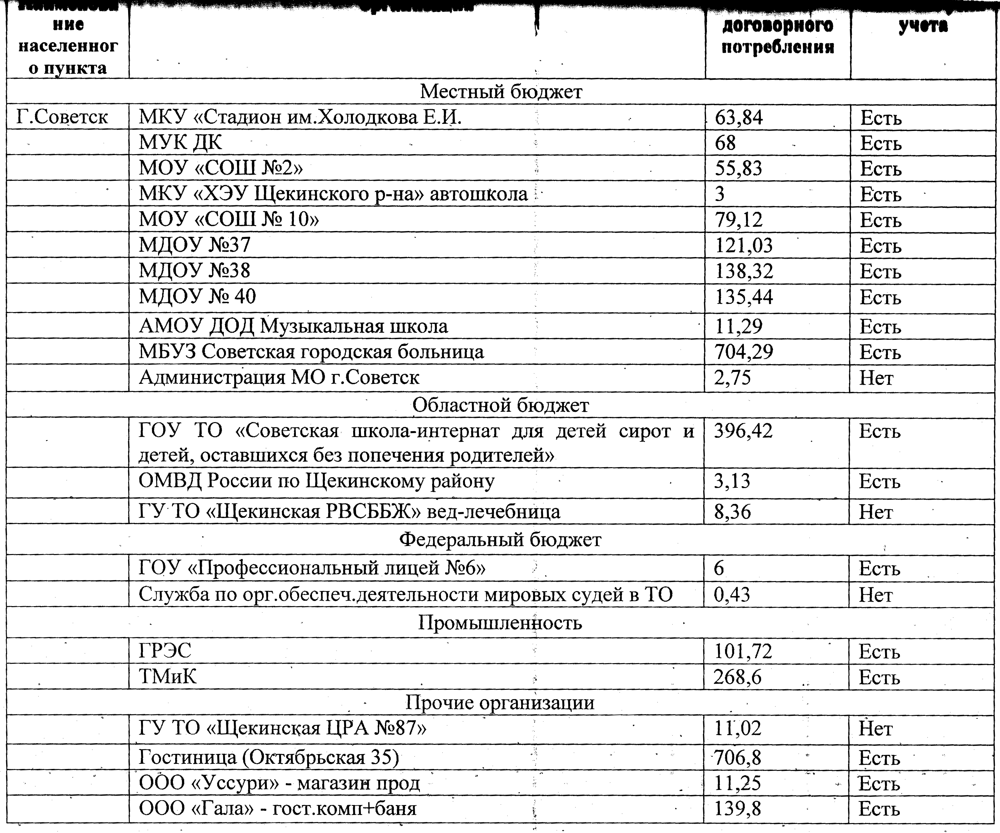 ние
населенног
о пункта
организации
договорного
потребления
учета
Местный бюджет
Г.Советск МКУ «Стадион им.Холодкова Е.И. 63,84 Есть
МУК ДК 68 Есть
МОУ «СОШ №2» 55,83 Есть
МКУ «ХЭУ Щекинского р-на» автошкола 3 Есть
МОУ «СОШ № 10» 79,12 Есть
МДОУ №37 121,03 Есть
МДОУ №38 138,32 Есть
МДОУ № 40 135,44 Есть
АМОУ ДОД Музыкальная школа 11,29 Есть
МБУЗ Советская городская больница 704,29 Есть
Администрация МО г.Советск 2,75 Нет
Областной бюджет
ГОУ ТО «Советская школа-интернат для детей сирот и 396,42 Есть
детей, оставшихся без попечения родителей»
ОМВД России по Щекинскому району 3,13 Есть
ГУ ТО «Щекинская РВСББЖ» вед-лечебница 8,36 Нет
Федеральный бюджет
ГОУ «Профессиональный лицей №6» 6 Есть
Служба по орг.обеспеч.деятельности мировых судей в ТО 0,43 Нет
Промышленность
ГРЭС 101,72 Есть
ТМиК 268,6 Есть
Прочие организации
ГУ ТО «Щекинская ЦРА №87» 11,02 Нет
Гостиница (Октябрьская 35) 706,8 Есть
ООО «Уссури» - магазин прод 11,25 Есть
ООО «Гала» - гост.комп+баня 139,8 Есть